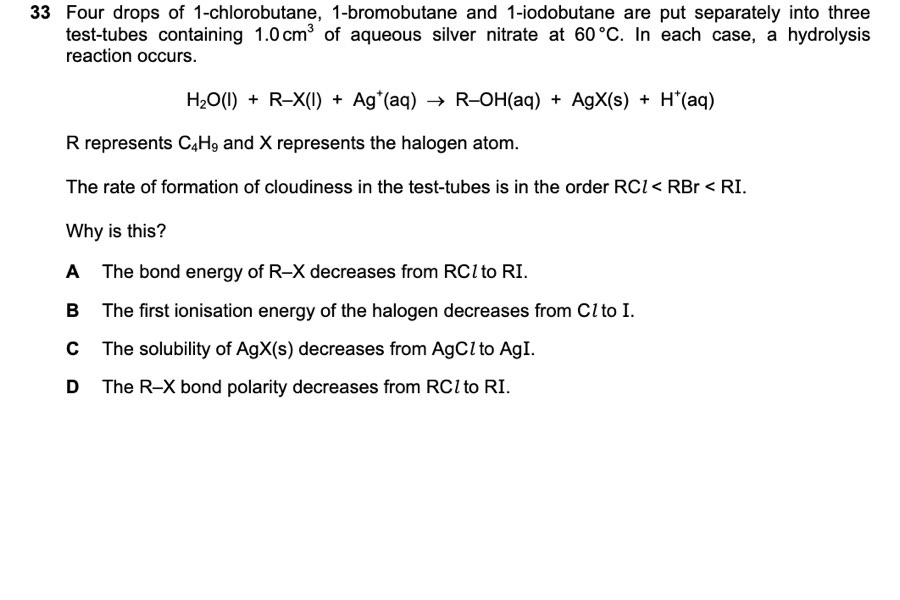 33 Four drops of 1-chlorobutane, 1-bromobutane and 1-iodobutane are put separately into three
test-tubes containing 1.0 cm³ of aqueous silver nitrate at 60 °C. In each case, a hydrolysis
reaction occurs.
H₂O(l) + R–X(l) + Ag⁺(aq) → R–OH(aq) + AgX(s) + H⁺(aq)
R represents C₄H₉ and X represents the halogen atom.
The rate of formation of cloudiness in the test-tubes is in the order RCl < RBr < RI.
Why is this?
A The bond energy of R–X decreases from RCl to RI.
B The first ionisation energy of the halogen decreases from Cl to I.
C The solubility of AgX(s) decreases from AgCl to AgI.
D The R–X bond polarity decreases from RCl to RI.